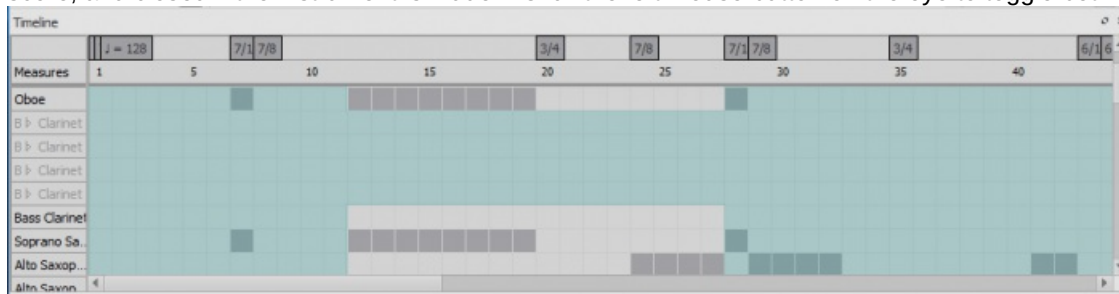 Timeline
♩ = 128 7/1 7/8 3/4 7/8 7/1 7/8 3/4 6/1 6
Measures 1 5 10 15 20 25 30 35 40
Oboe
B♭ Clarinet
B♭ Clarinet
B♭ Clarinet
B♭ Clarinet
Bass Clarinet
Soprano Sa...
Alto Saxop...
Alto Saxop